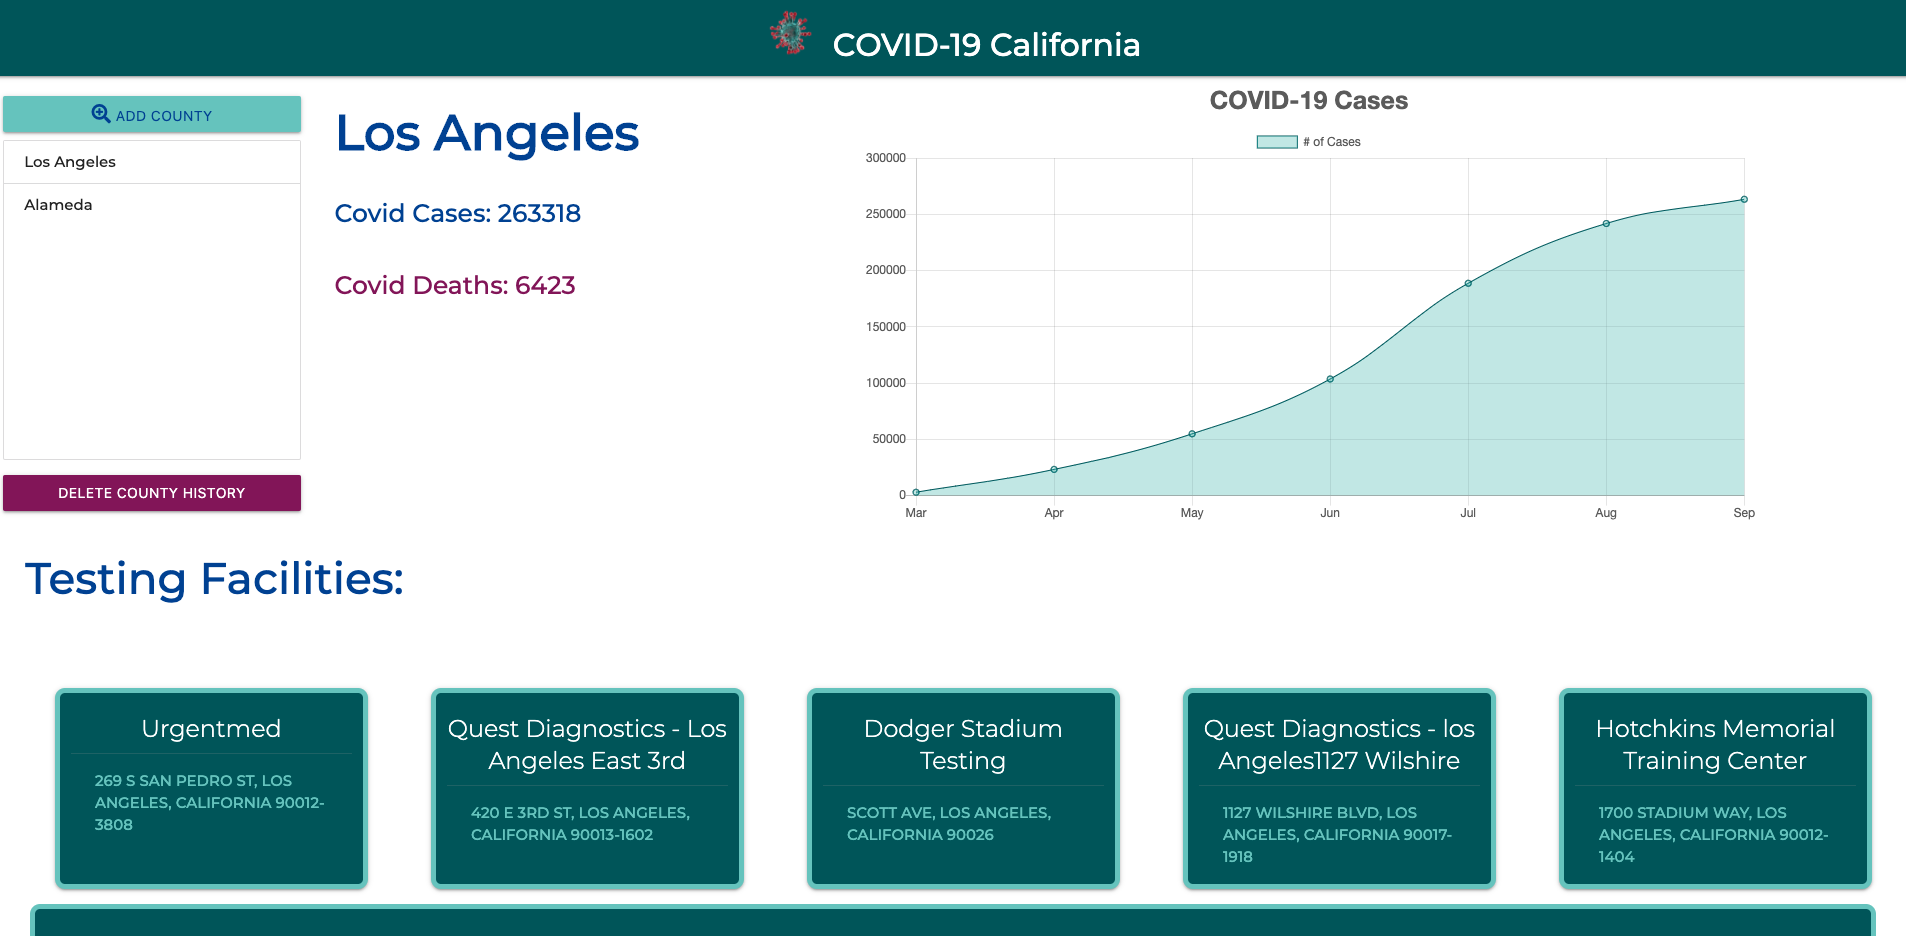 COVID-19 California
ADD COUNTY
Los Angeles
Alameda
DELETE COUNTY HISTORY
Los Angeles
Covid Cases: 263318
Covid Deaths: 6423
COVID-19 Cases
# of Cases
300000
250000
200000
150000
100000
50000
0
Mar Apr May Jun Jul Aug Sep
Testing Facilities:
Urgentmed
269 S SAN PEDRO ST, LOS
ANGELES, CALIFORNIA 90012-
3808
Quest Diagnostics - Los
Angeles East 3rd
420 E 3RD ST, LOS ANGELES,
CALIFORNIA 90013-1602
Dodger Stadium
Testing
SCOTT AVE, LOS ANGELES,
CALIFORNIA 90026
Quest Diagnostics - los
Angeles1127 Wilshire
1127 WILSHIRE BLVD, LOS
ANGELES, CALIFORNIA 90017-
1918
Hotchkins Memorial
Training Center
1700 STADIUM WAY, LOS
ANGELES, CALIFORNIA 90012-
1404